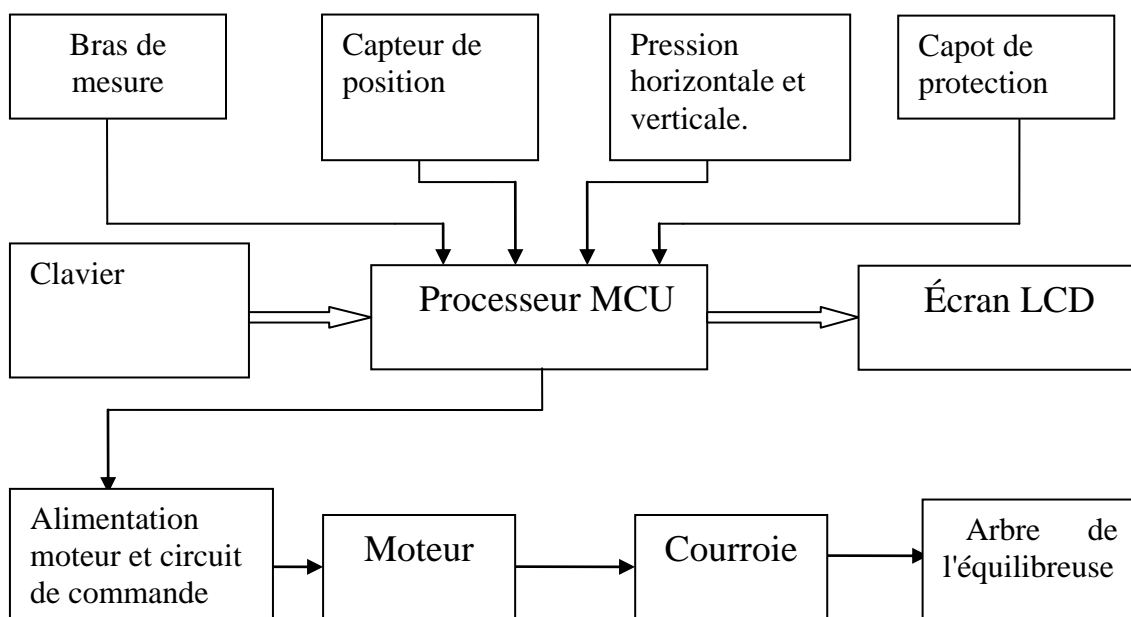 Bras de
mesure
Capteur de
position
Pression
horizontale et
verticale.
Capot de
protection
Clavier
Processeur MCU
Écran LCD
Alimentation
moteur et circuit
de commande
Moteur
Courroie
Arbre de
l'équilibreuse